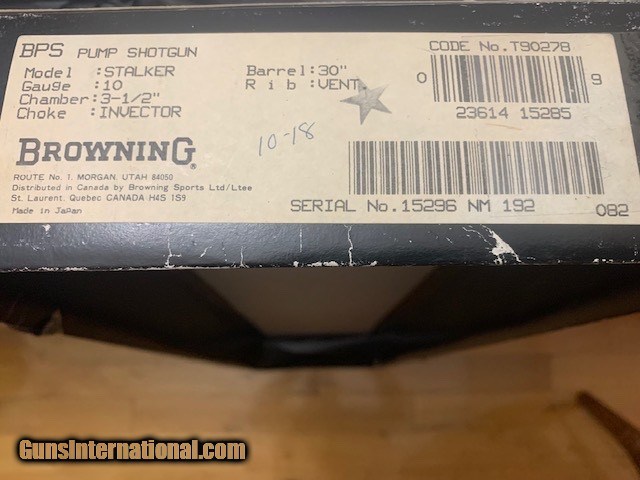 BPS PUMP SHOTGUN
Model :STALKER
Gauge :10
Chamber:3-1/2"
Choke :INVECTOR
Barrel:30"
Rib:VENT.
CODE No.T90278
0 9
23614 15285
10-18
BROWNING
ROUTE No. 1, MORGAN, UTAH 84050
Distributed in Canada by Browning Sports Ltd/Ltee
St. Laurent, Quebec CANADA H4S 1S9
Made in Japan
SERIAL No.15296 NM 192
082
GunsInternational.com